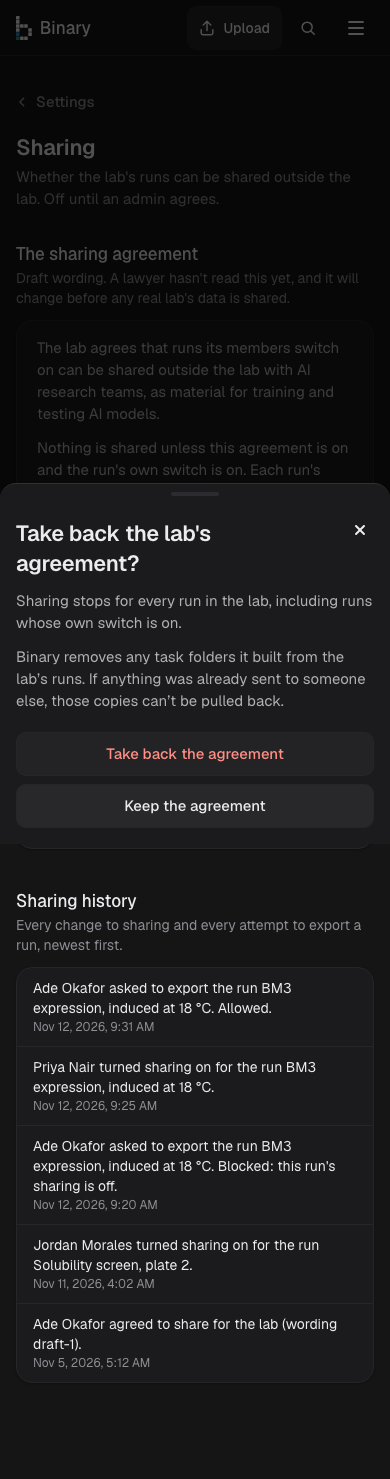 Binary
Upload
Settings
Sharing
Whether the lab's runs can be shared outside the
lab. Off until an admin agrees.
The sharing agreement
Draft wording. A lawyer hasn't read this yet, and it will
change before any real lab's data is shared.
The lab agrees that runs its members switch
on can be shared outside the lab with AI
research teams, as material for training and
testing AI models.
Nothing is shared unless this agreement is on
and the run's own switch is on. Each run's
Take back the lab's
agreement?
Sharing stops for every run in the lab, including runs
whose own switch is on.
Binary removes any task folders it built from the
lab's runs. If anything was already sent to someone
else, those copies can't be pulled back.
Take back the agreement
Keep the agreement
Sharing history
Every change to sharing and every attempt to export a
run, newest first.
Ade Okafor asked to export the run BM3
expression, induced at 18 °C. Allowed.
Nov 12, 2026, 9:31 AM
Priya Nair turned sharing on for the run BM3
expression, induced at 18 °C.
Nov 12, 2026, 9:25 AM
Ade Okafor asked to export the run BM3
expression, induced at 18 °C. Blocked: this run's
sharing is off.
Nov 12, 2026, 9:20 AM
Jordan Morales turned sharing on for the run
Solubility screen, plate 2.
Nov 11, 2026, 4:02 AM
Ade Okafor agreed to share for the lab (wording
draft-1).
Nov 5, 2026, 5:12 AM